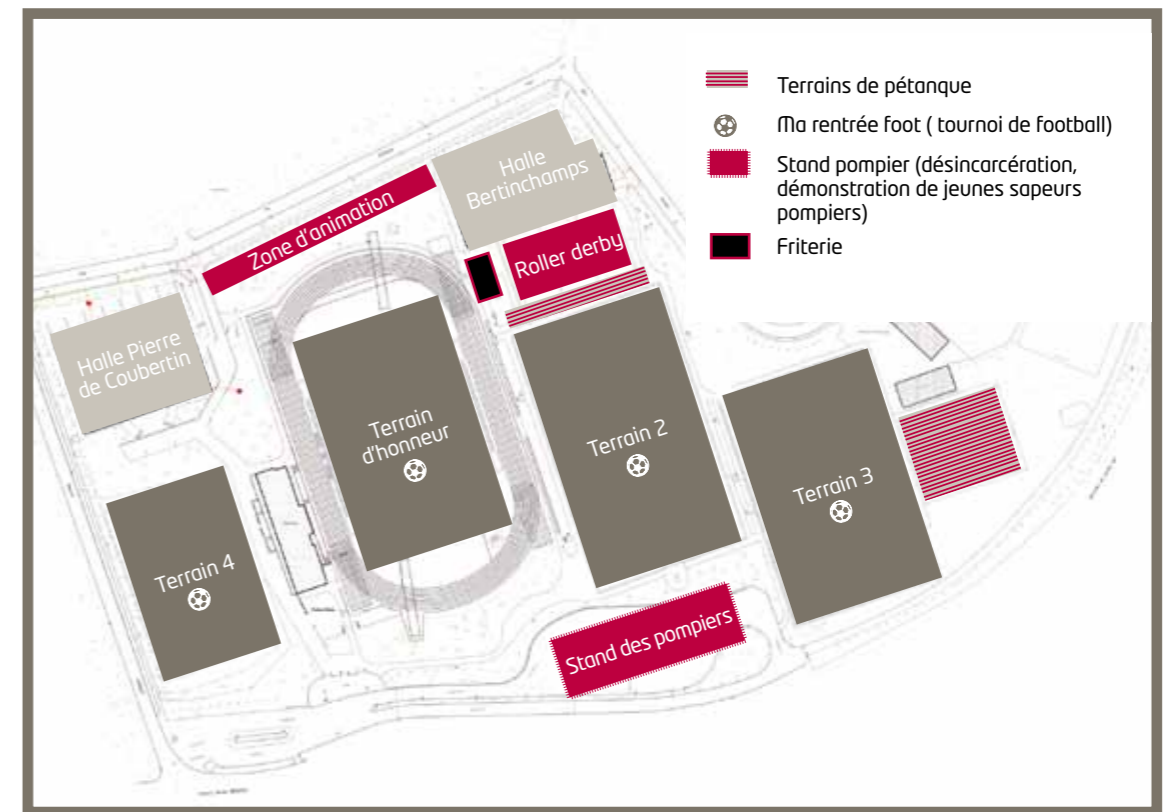 Terrains de pétanque
Ma rentrée foot ( tournoi de football)
Stand pompier (désincarcération,
démonstration de jeunes sapeurs
pompiers)
Friterie
Halle
Bertinchamps
Zone d'animation
Roller derby
Halle Pierre
de Coubertin
Terrain
d'honneur
Terrain 2
Terrain 3
Terrain 4
Stand des pompiers